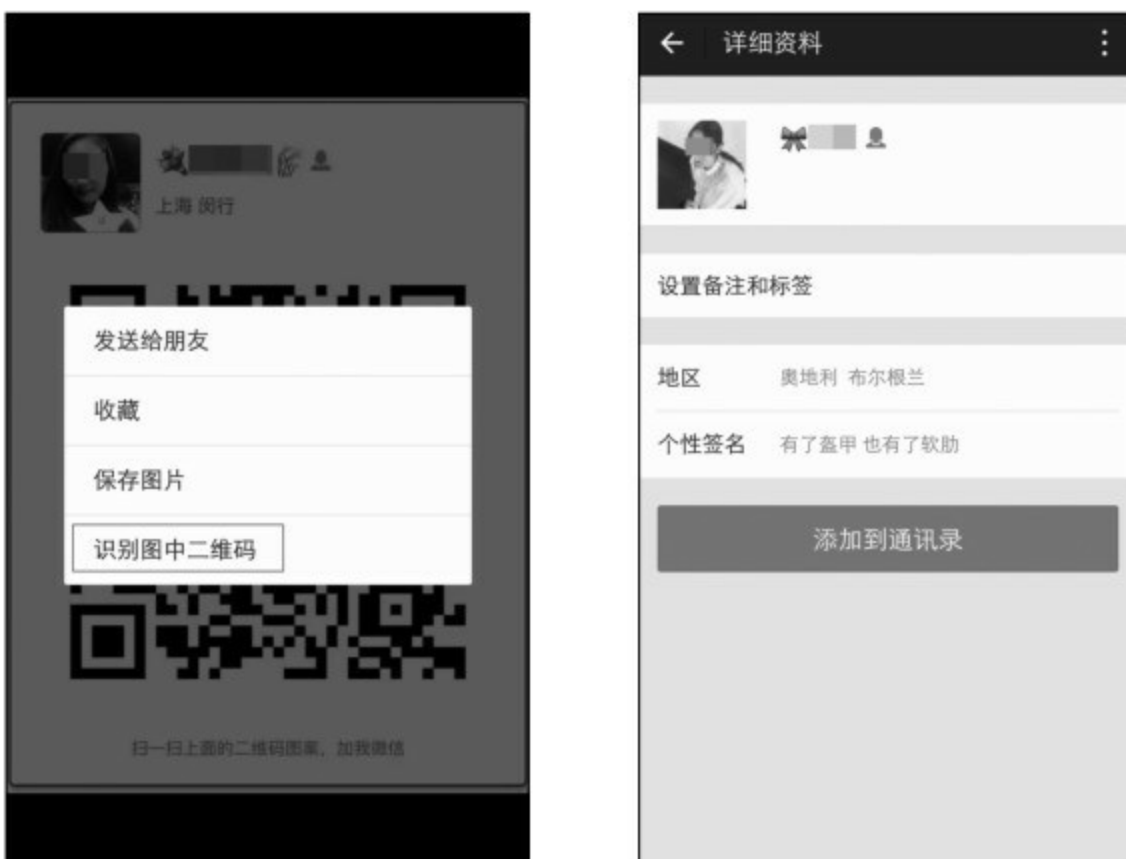 上海 闵行
发送给朋友
收藏
保存图片
识别图中二维码
扫一扫上面的二维码图案，加我微信
详细资料
设置备注和标签
地区 奥地利 布尔根兰
个性签名 有了盔甲 也有了软肋
添加到通讯录